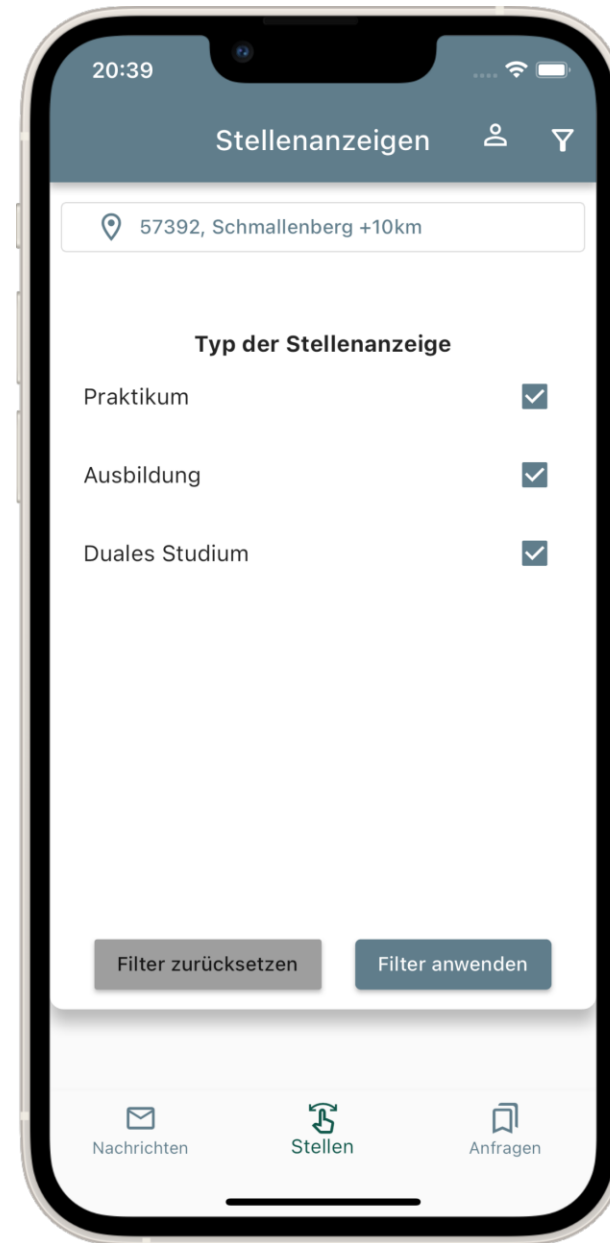 20:39
Stellenanzeigen
57392, Schmallenberg +10km
Typ der Stellenanzeige
Praktikum
Ausbildung
Duales Studium
Filter zurücksetzen
Filter anwenden
Nachrichten
Stellen
Anfragen